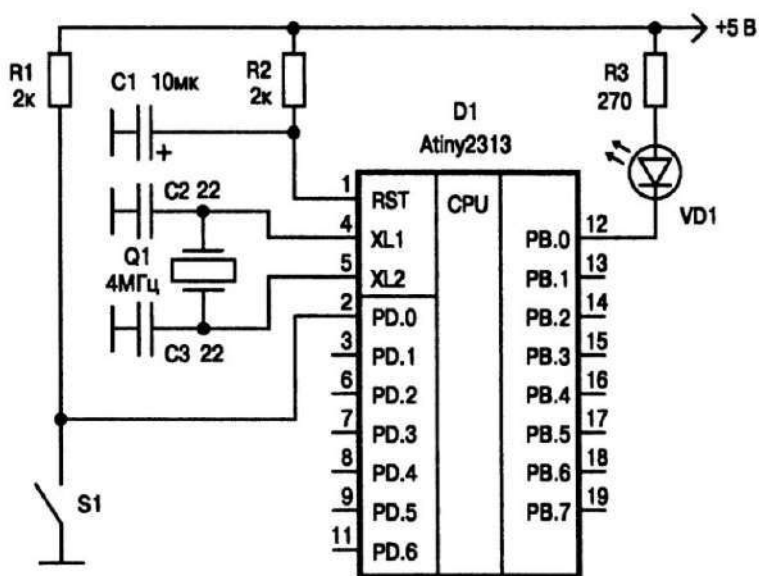 +5 В
R1
2к
C1 10мк
+
R2
2к
R3
270
D1
Atiny2313
VD1
C2 22
Q1
4МГц
C3 22
S1
CPU
1 RST
4 XL1
5 XL2
2 PD.0
3 PD.1
6 PD.2
7 PD.3
8 PD.4
9 PD.5
11 PD.6
PB.0 12
PB.1 13
PB.2 14
PB.3 15
PB.4 16
PB.5 17
PB.6 18
PB.7 19